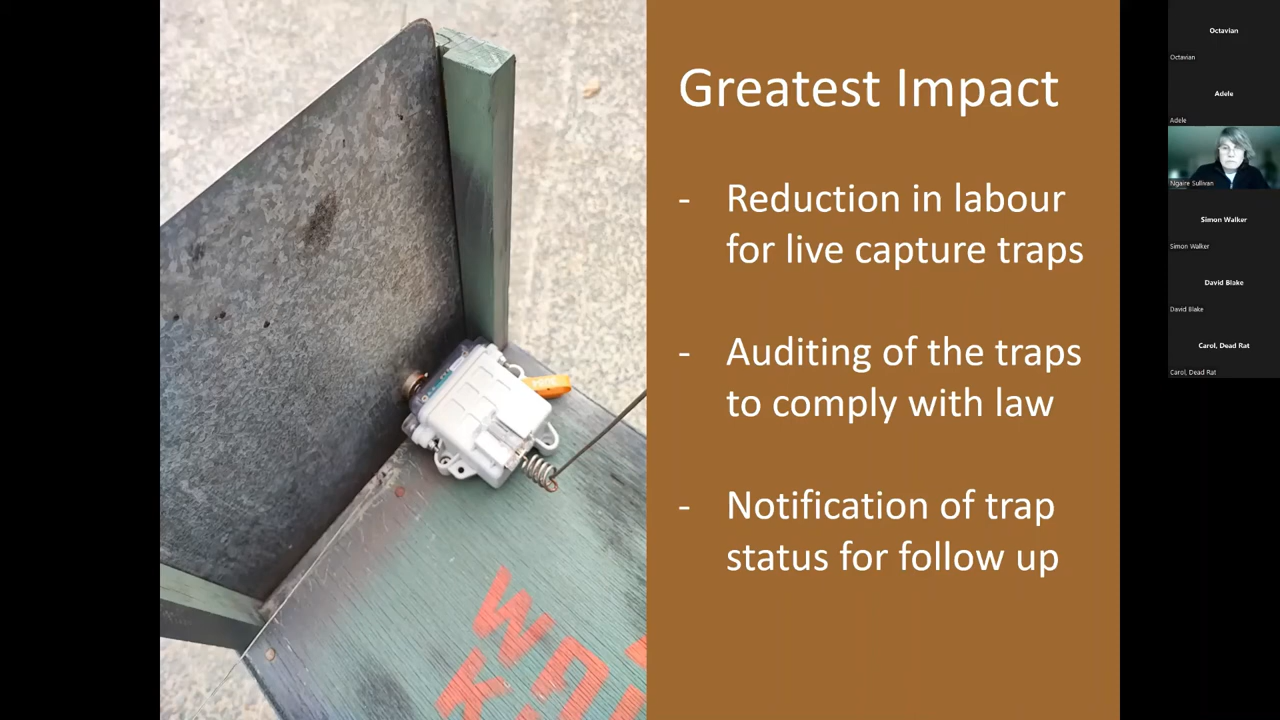 Greatest Impact
- Reduction in labour
for live capture traps
- Auditing of the traps
to comply with law
- Notification of trap
status for follow up
Octavian
Octavian
Adele
Adele
Ngaire Sullivan
Simon Walker
Simon Walker
David Blake
David Blake
Carol, Dead Rat
Carol, Dead Rat